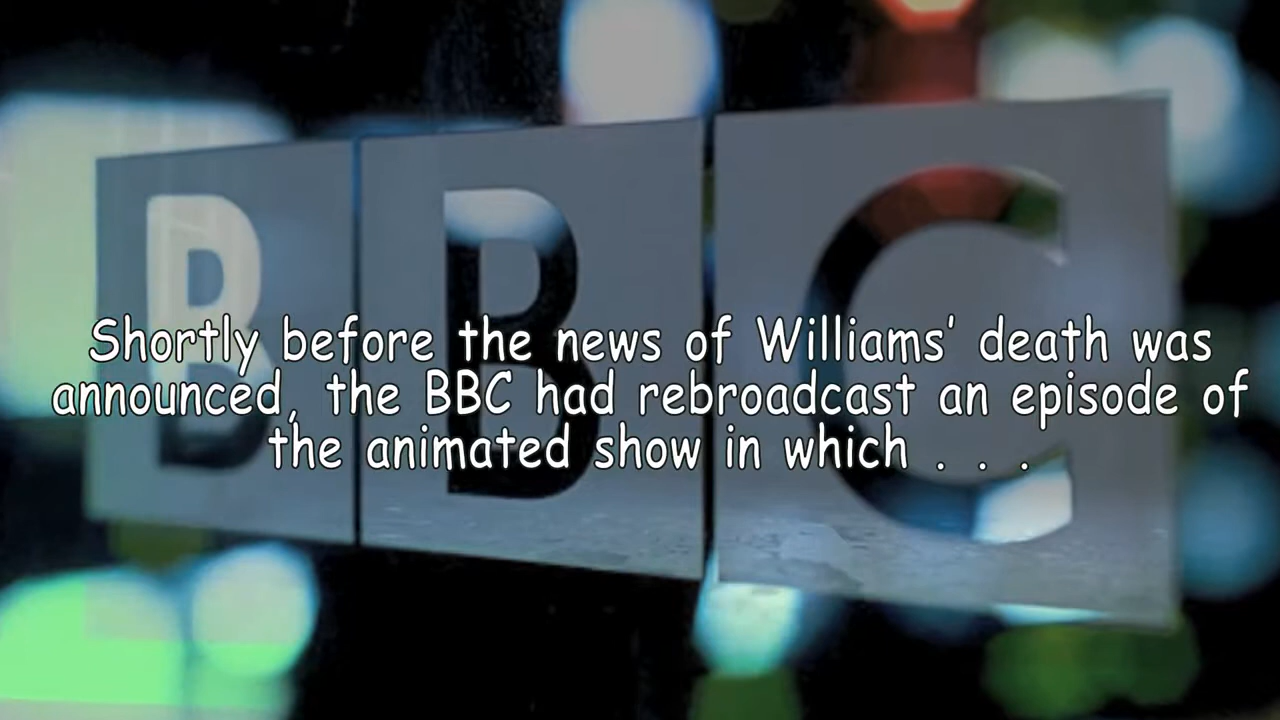 BBC
Shortly before the news of Williams' death was
announced, the BBC had rebroadcast an episode of
the animated show in which . . .